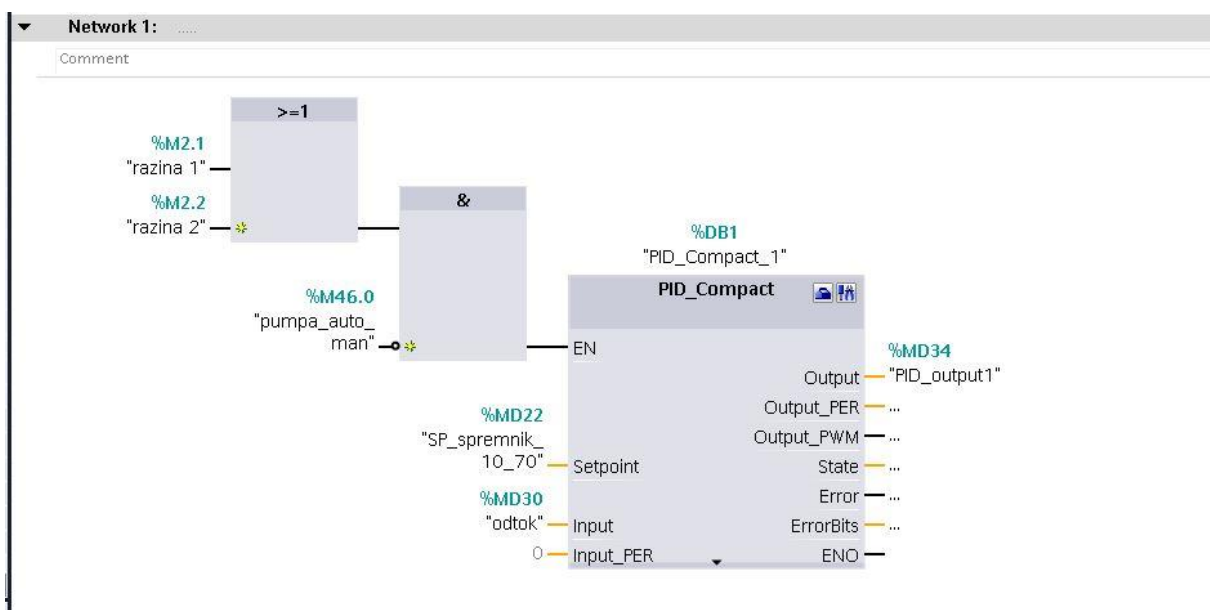 Network 1: .....
Comment
>=1
%M2.1
"razina 1"
%M2.2
"razina 2"
&
%M46.0
"pumpa_auto_
man"
%DB1
"PID_Compact_1"
PID_Compact
EN
%MD34
Output "PID_output1"
Output_PER ...
%MD22
"SP_spremnik_
10_70"
Output_PWM ...
Setpoint State ...
%MD30
"odtok"
Error ...
Input ErrorBits ...
0 Input_PER ENO